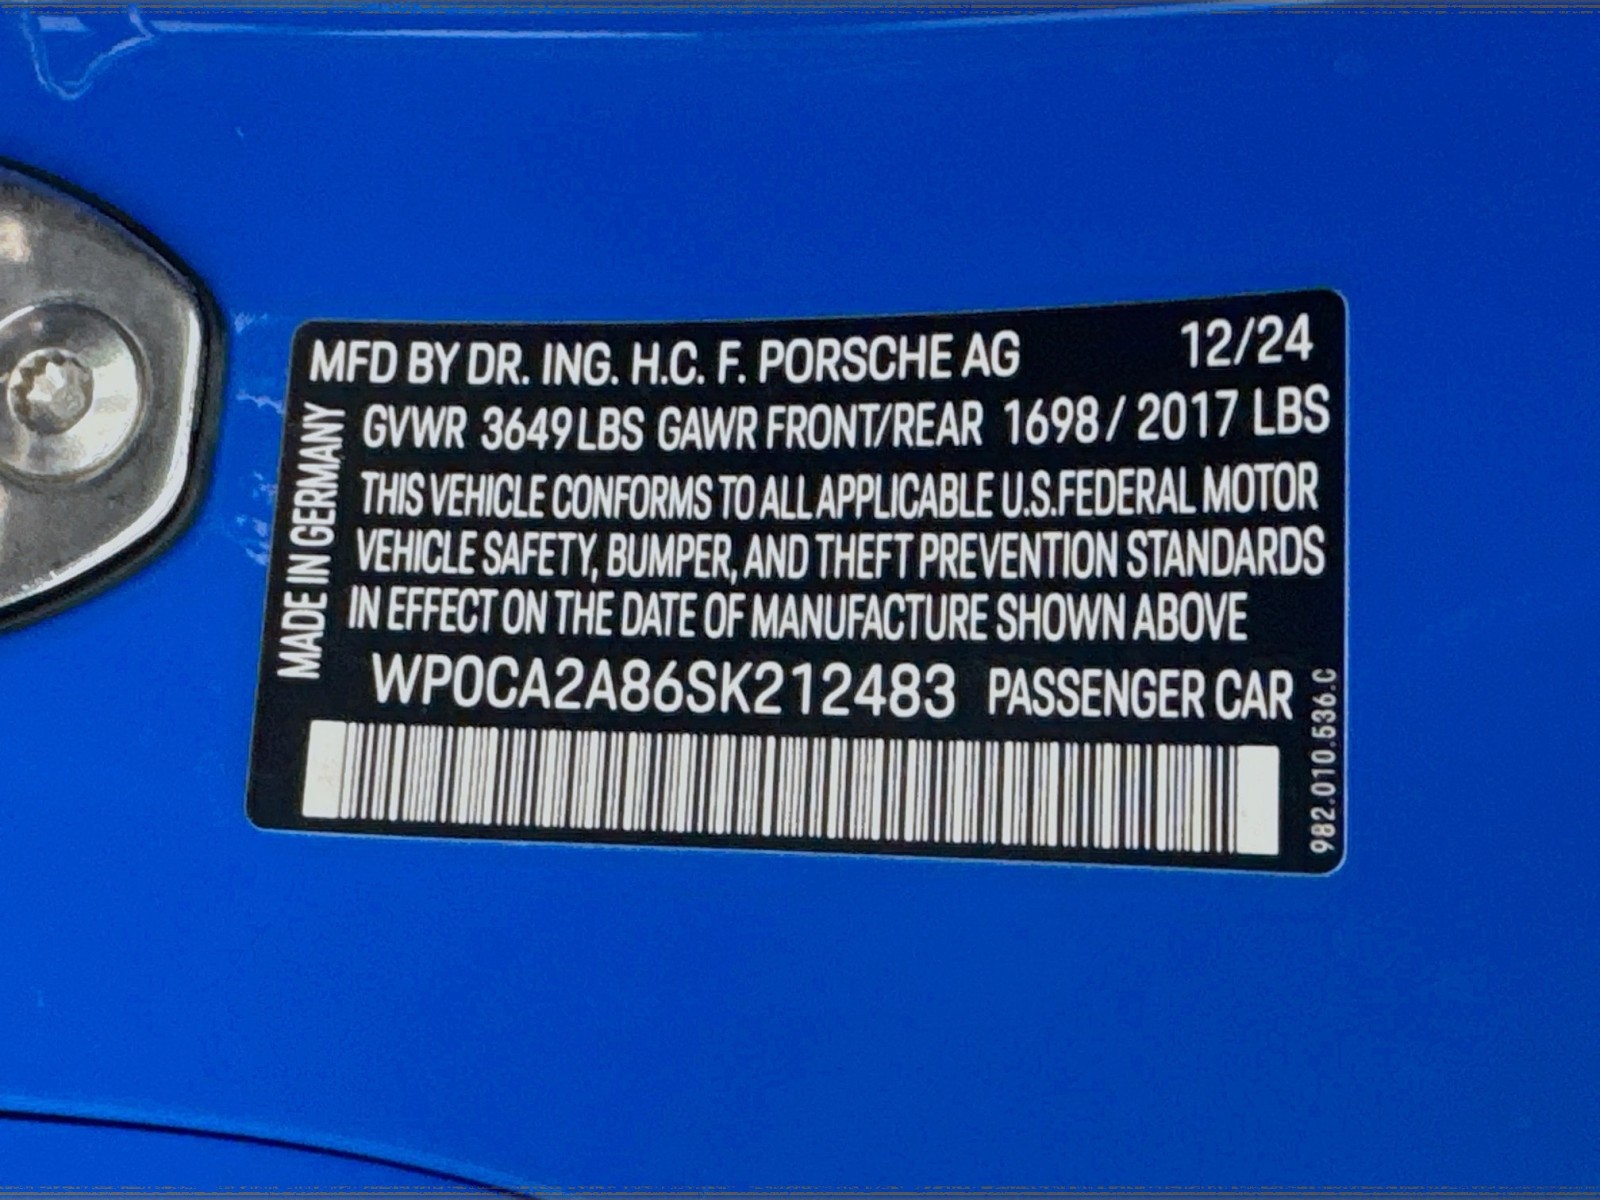 MFD BY DR. ING. H.C. F. PORSCHE AG 12/24
GVWR 3649 LBS GAWR FRONT/REAR 1698 / 2017 LBS
THIS VEHICLE CONFORMS TO ALL APPLICABLE U.S.FEDERAL MOTOR
VEHICLE SAFETY, BUMPER, AND THEFT PREVENTION STANDARDS
IN EFFECT ON THE DATE OF MANUFACTURE SHOWN ABOVE
WP0CA2A86SK212483 PASSENGER CAR
MADE IN GERMANY
982.010.536.C